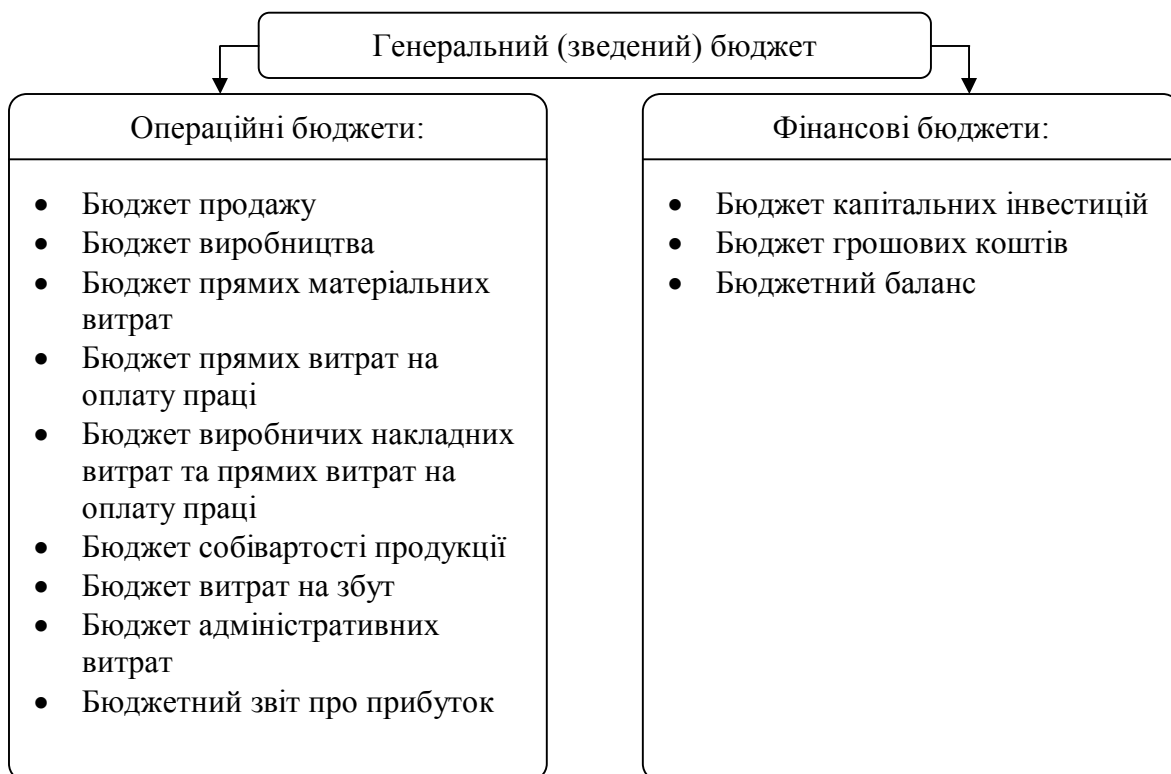 Генеральний (зведений) бюджет
Операційні бюджети:
• Бюджет продажу
• Бюджет виробництва
• Бюджет прямих матеріальних
витрат
• Бюджет прямих витрат на
оплату праці
• Бюджет виробничих накладних
витрат та прямих витрат на
оплату праці
• Бюджет собівартості продукції
• Бюджет витрат на збут
• Бюджет адміністративних
витрат
• Бюджетний звіт про прибуток
Фінансові бюджети:
• Бюджет капітальних інвестицій
• Бюджет грошових коштів
• Бюджетний баланс